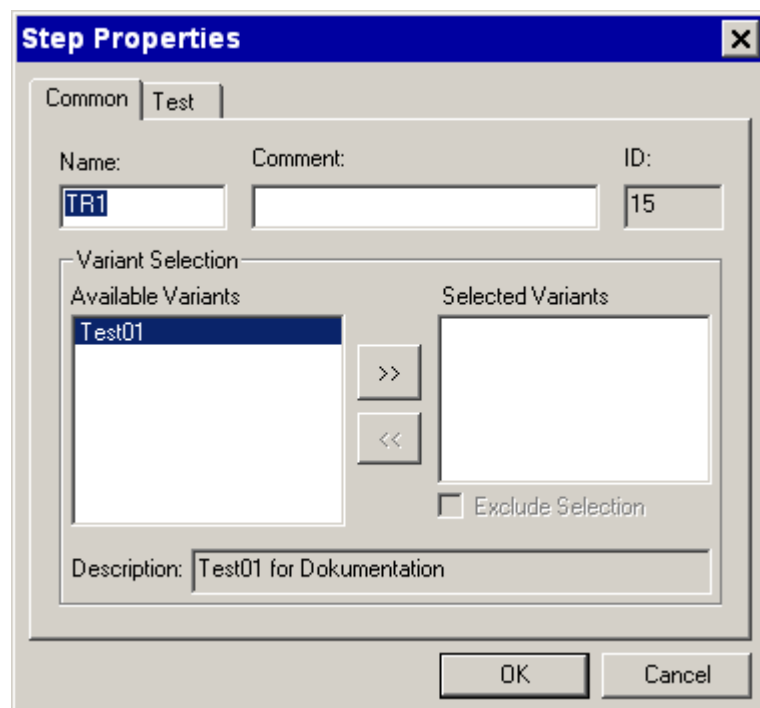 Step Properties
Common Test
Name: Comment: ID:
TR1 15
Variant Selection
Available Variants Selected Variants
Test01
>>
<<
Exclude Selection
Description: Test01 for Dokumentation
OK Cancel